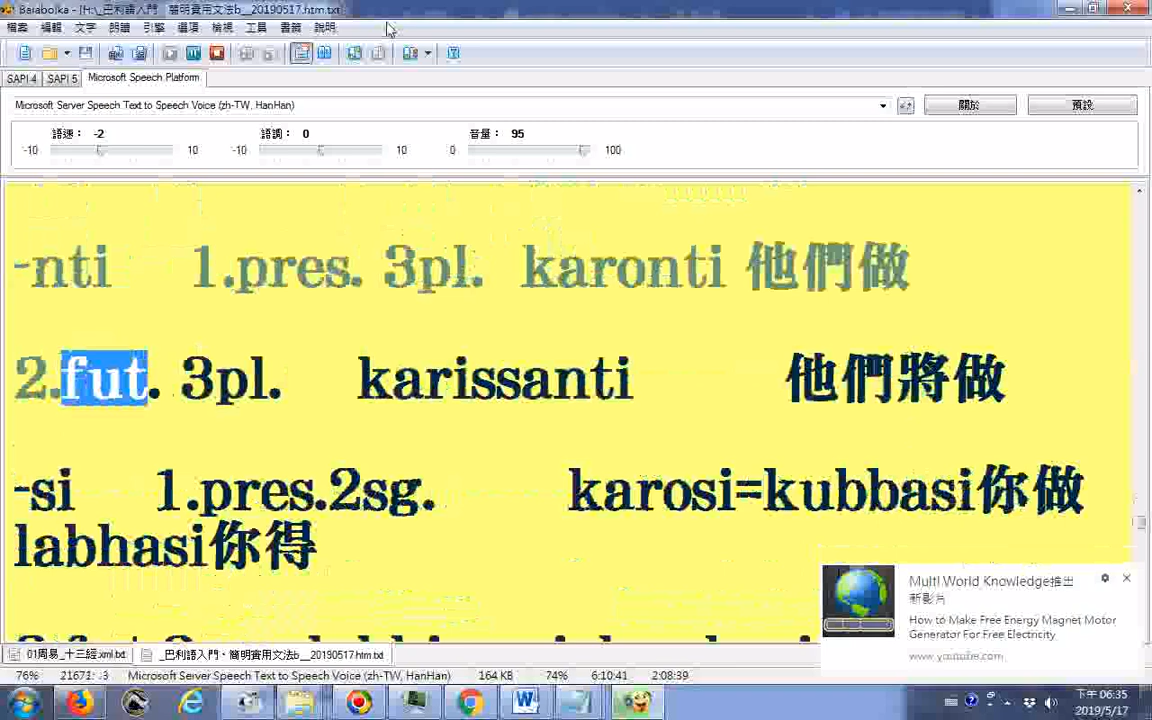 Balabolka - [H:\_巴利語入門‧簡明實用文法b__20190517.htm.txt]
檔案 編輯 文字 朗讀 引擎 選項 檢視 工具 書籤 說明
SAPI 4 SAPI 5 Microsoft Speech Platform
Microsoft Server Speech Text to Speech Voice (zh-TW, HanHan) 關於 預設
語速： -2 語調： 0 音量： 95
-10 10 -10 10 0 100
-nti 1.pres. 3pl. karonti 他們做
2.fut. 3pl. karissanti 他們將做
-si 1.pres.2sg. karosi=kubbasi你做
labhasi你得
Multi World Knowledge推出
新影片
How to Make Free Energy Magnet Motor
Generator For Free Electricity
www.youtube.com
01周易_十三經.xml.txt _巴利語入門‧簡明實用文法b__20190517.htm.txt
76% 21671: :3 Microsoft Server Speech Text to Speech Voice (zh-TW, HanHan) 164 KB 74% 6:10:41 2:08:39
下午 06:35
2019/5/17